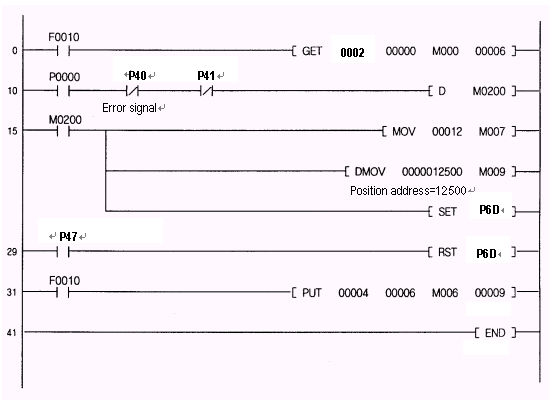 F0010
0 GET 0002 00000 M000 00006
P0000 P40 P41
10 D M0200
Error signal
M0200
15 MOV 00012 M007
DMOV 0000012500 M009
Position address=12500
SET P6D
P47
29 RST P6D
F0010
31 PUT 00004 00006 M006 00009
41 END